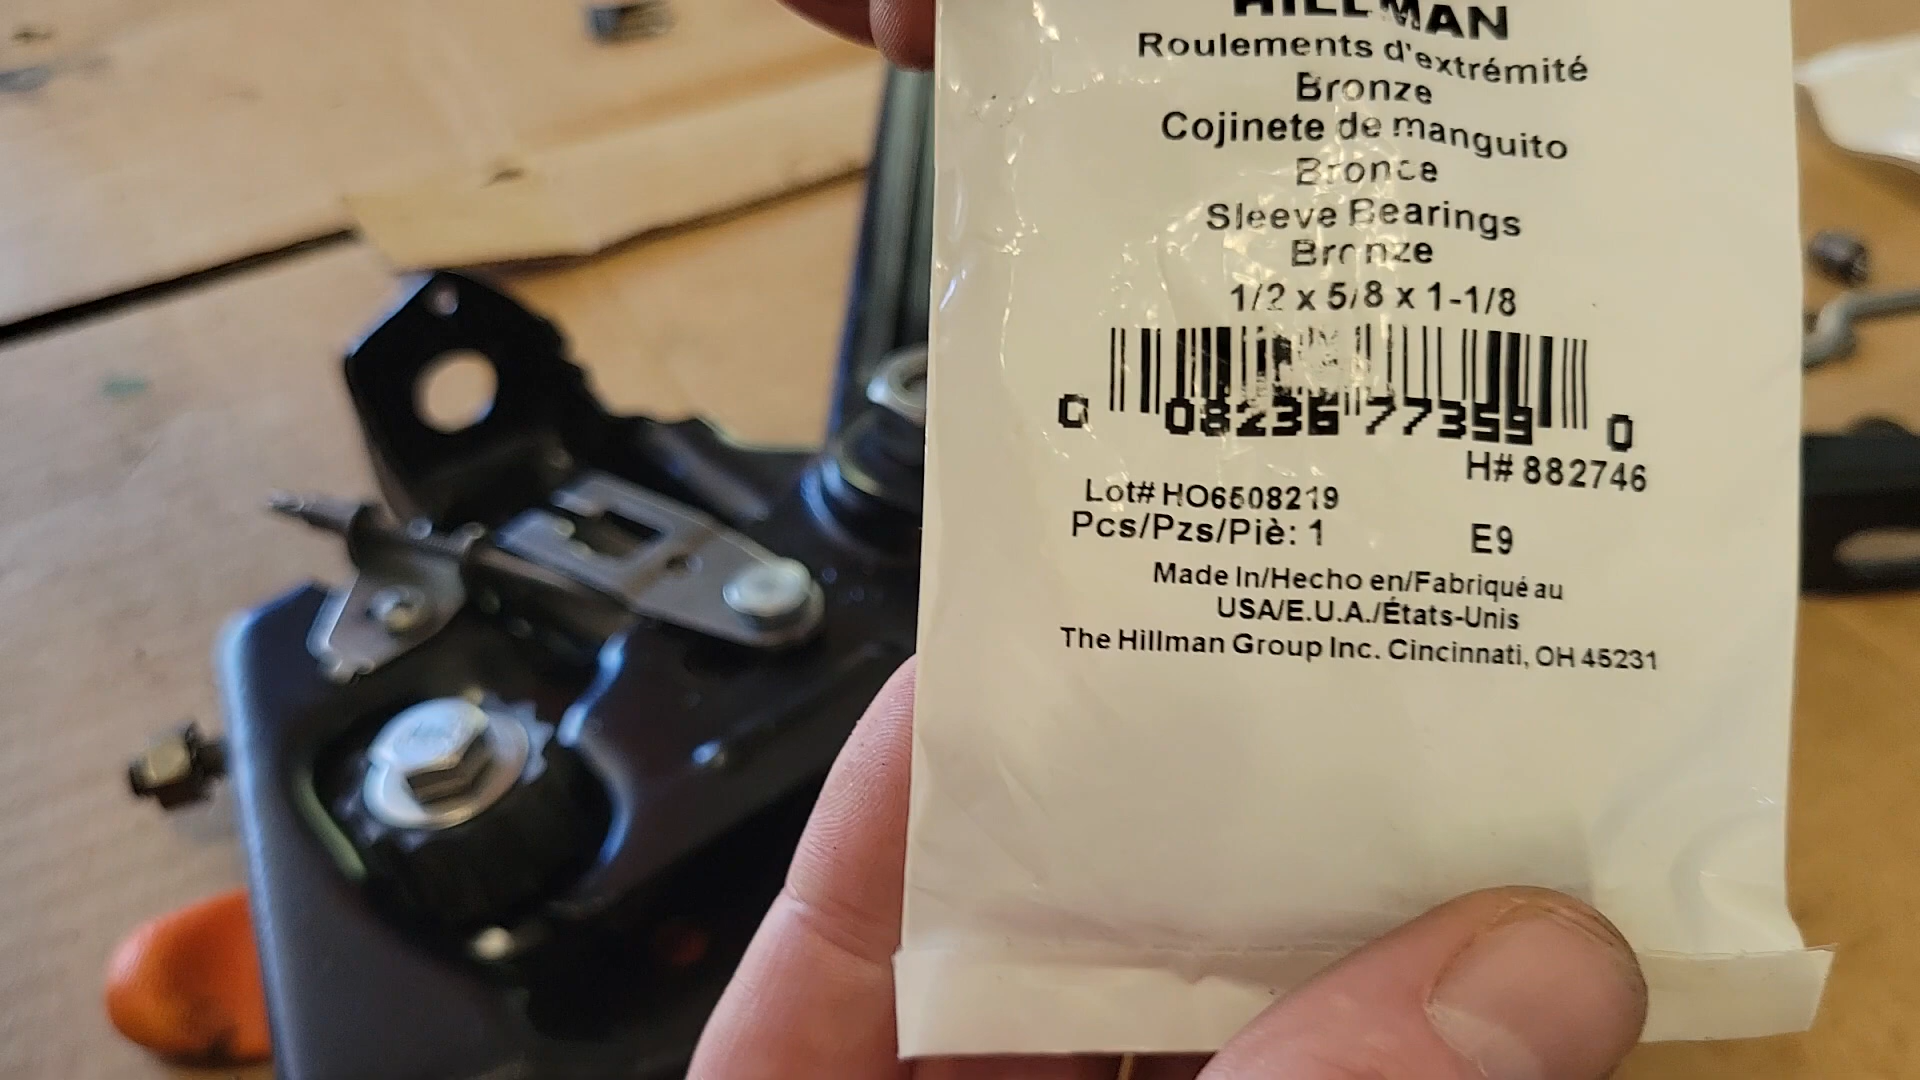 HILLMAN
Roulements d'extrémité
Bronze
Cojinete de manguito
Bronce
Sleeve Bearings
Bronze
1/2 x 5/8 x 1-1/8
0 08236 77359 0
H# 882746
Lot# HO6508219
Pcs/Pzs/Piè: 1 E9
Made In/Hecho en/Fabriqué au
USA/E.U.A./États-Unis
The Hillman Group Inc. Cincinnati, OH 45231